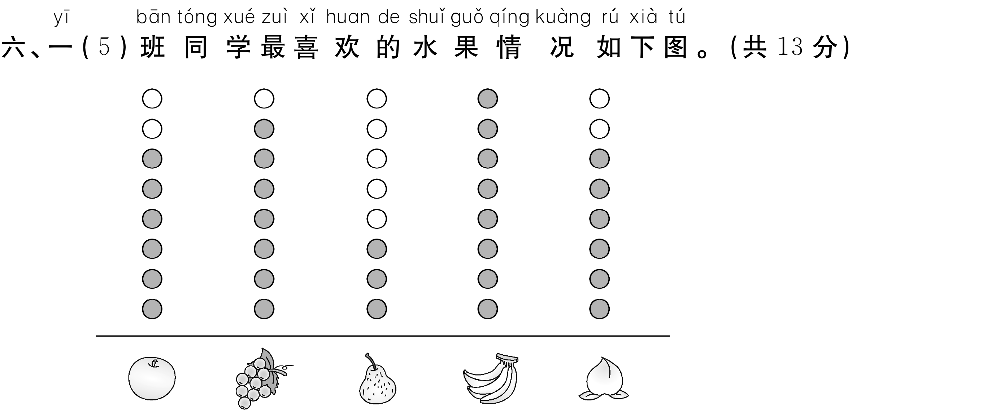 yī bān tóng xué zuì xǐ huan de shuǐ guǒ qíng kuàng rú xià tú
六、一(5)班同学最喜欢的水果情况如下图。(共13分)